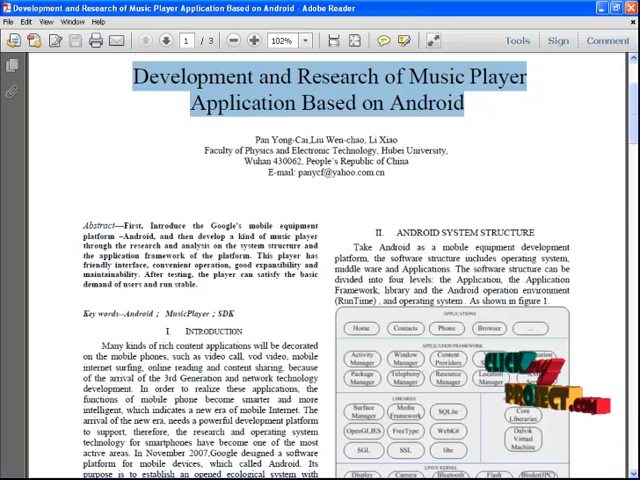 Development and Research of Music Player Application Based on Android - Adobe Reader
File Edit View Window Help
1 / 3 102% Tools Sign Comment
Development and Research of Music Player
Application Based on Android
Pan Yong-Cai,Liu Wen-chao, Li Xiao
Faculty of Physics and Electronic Technology, Hubei University,
Wuhan 430062, People's Republic of China
E-mail: panycf@yahoo.com.cn
Abstract—First, Introduce the Google's mobile equipment
platform –Android, and then develop a kind of music player
through the research and analysis on the system structure and
the application framework of the platform. This player has
friendly interface, convenient operation, good expansibility and
maintainability. After testing, the player can satisfy the basic
demand of users and run stable.
Key words--Android ; MusicPlayer ; SDK
I. INTRODUCTION
Many kinds of rich content applications will be decorated
on the mobile phones, such as video call, vod video, mobile
internet surfing, online reading and content sharing, because
of the arrival of the 3rd Generation and network technology
development. In order to realize these applications, the
functions of mobile phone become smarter and more
intelligent, which indicates a new era of mobile Internet. The
arrival of the new era, needs a powerful development platform
to support, therefore, the research and operating system
technology for smartphones have become one of the most
active areas. In November 2007,Google designed a software
platform for mobile devices, which called Android. Its
purpose is to establish an opened ecological system with
II. ANDROID SYSTEM STRUCTURE
Take Android as a mobile equipment development
platform, the software structure includes operating system,
middle ware and Applications. The software structure can be
divided into four levels: the Application, the Application
Framework, library and the Android operation environment
(RunTime) , and operating system . As shown in figure 1.
APPLICATIONS
Home Contacts Phone Browser ...
APPLICATION FRAMEWORK
Activity Manager
Window Manager
Content Providers
Package Manager
Telephony Manager
Resource Manager
Location Manager
LIBRARIES
Surface Manager
Media Framework
SQLite
OpenGL|ES FreeType WebKit
SGL SSL libc
Core Libraries
Dalvik Virtual Machine
LINUX KERNEL
Display Camera Bluetooth Flash Binder(IPC)
CLICK MY
PROJECT.COM